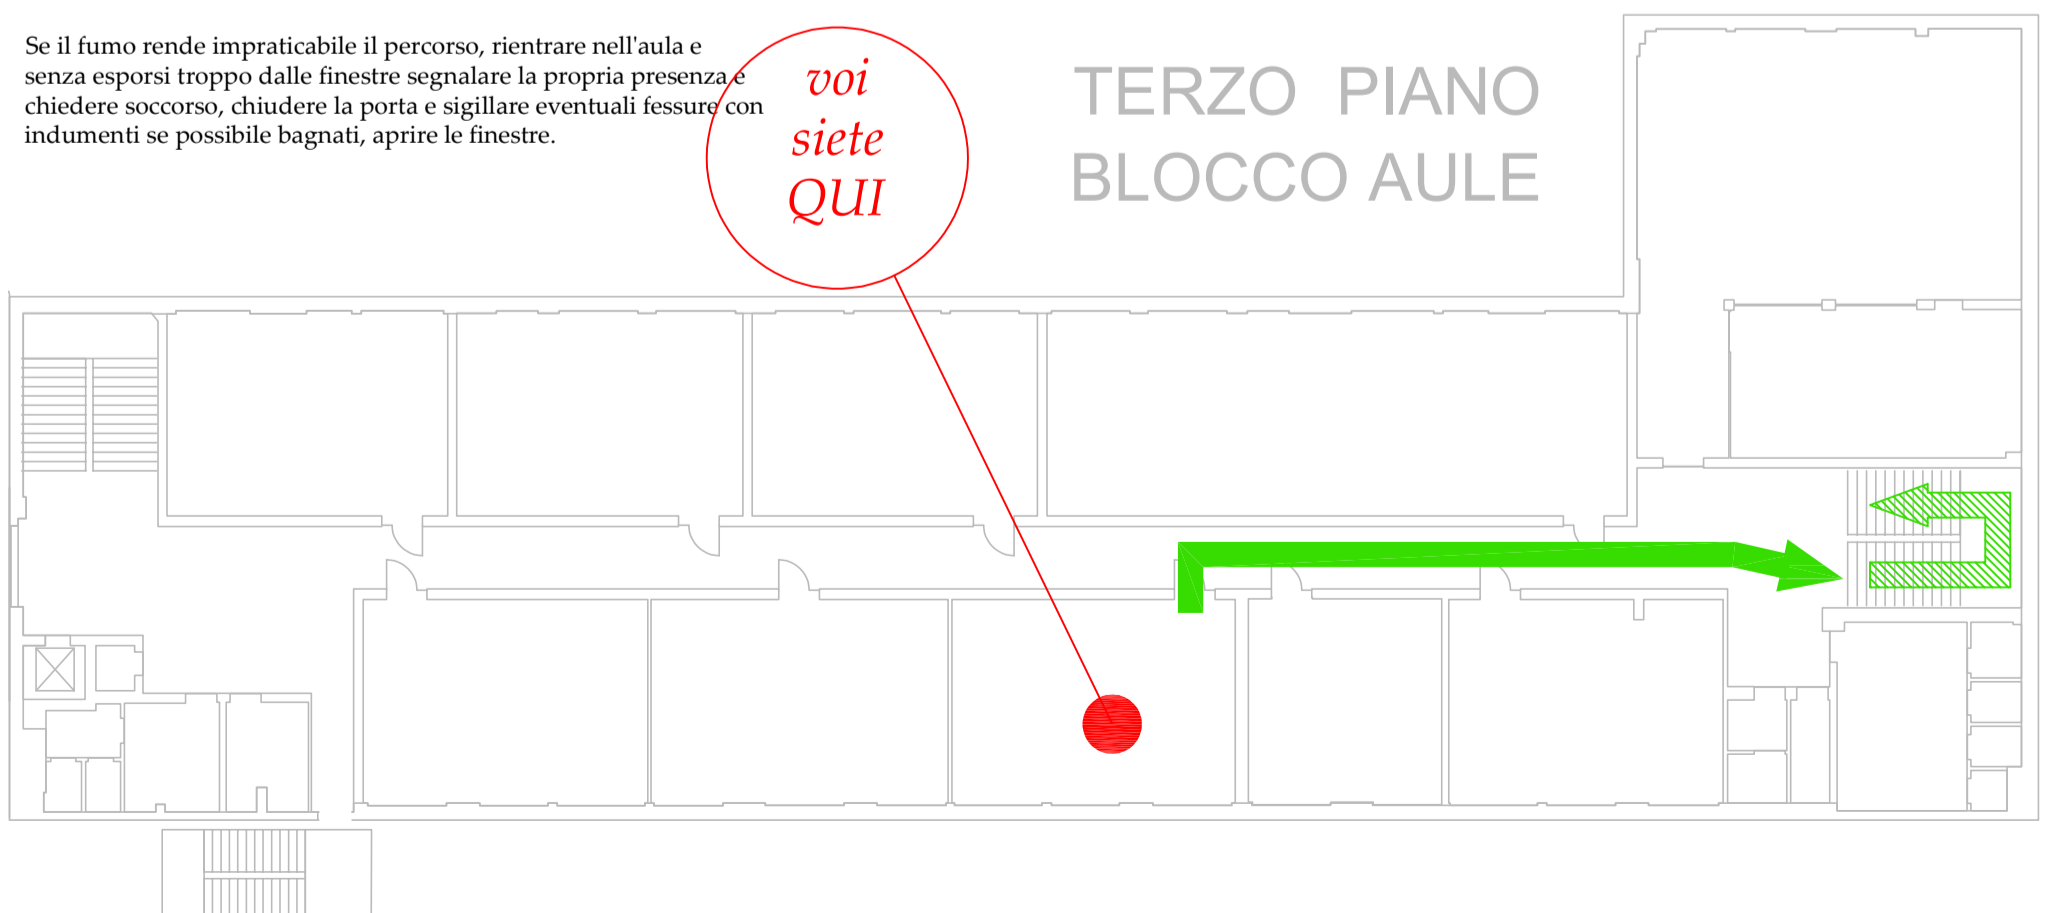 Se il fumo rende impraticabile il percorso, rientrare nell'aula e
senza esporsi troppo dalle finestre segnalare la propria presenza e
chiedere soccorso, chiudere la porta e sigillare eventuali fessure con
indumenti se possibile bagnati, aprire le finestre.
voi
siete
QUI
TERZO PIANO
BLOCCO AULE